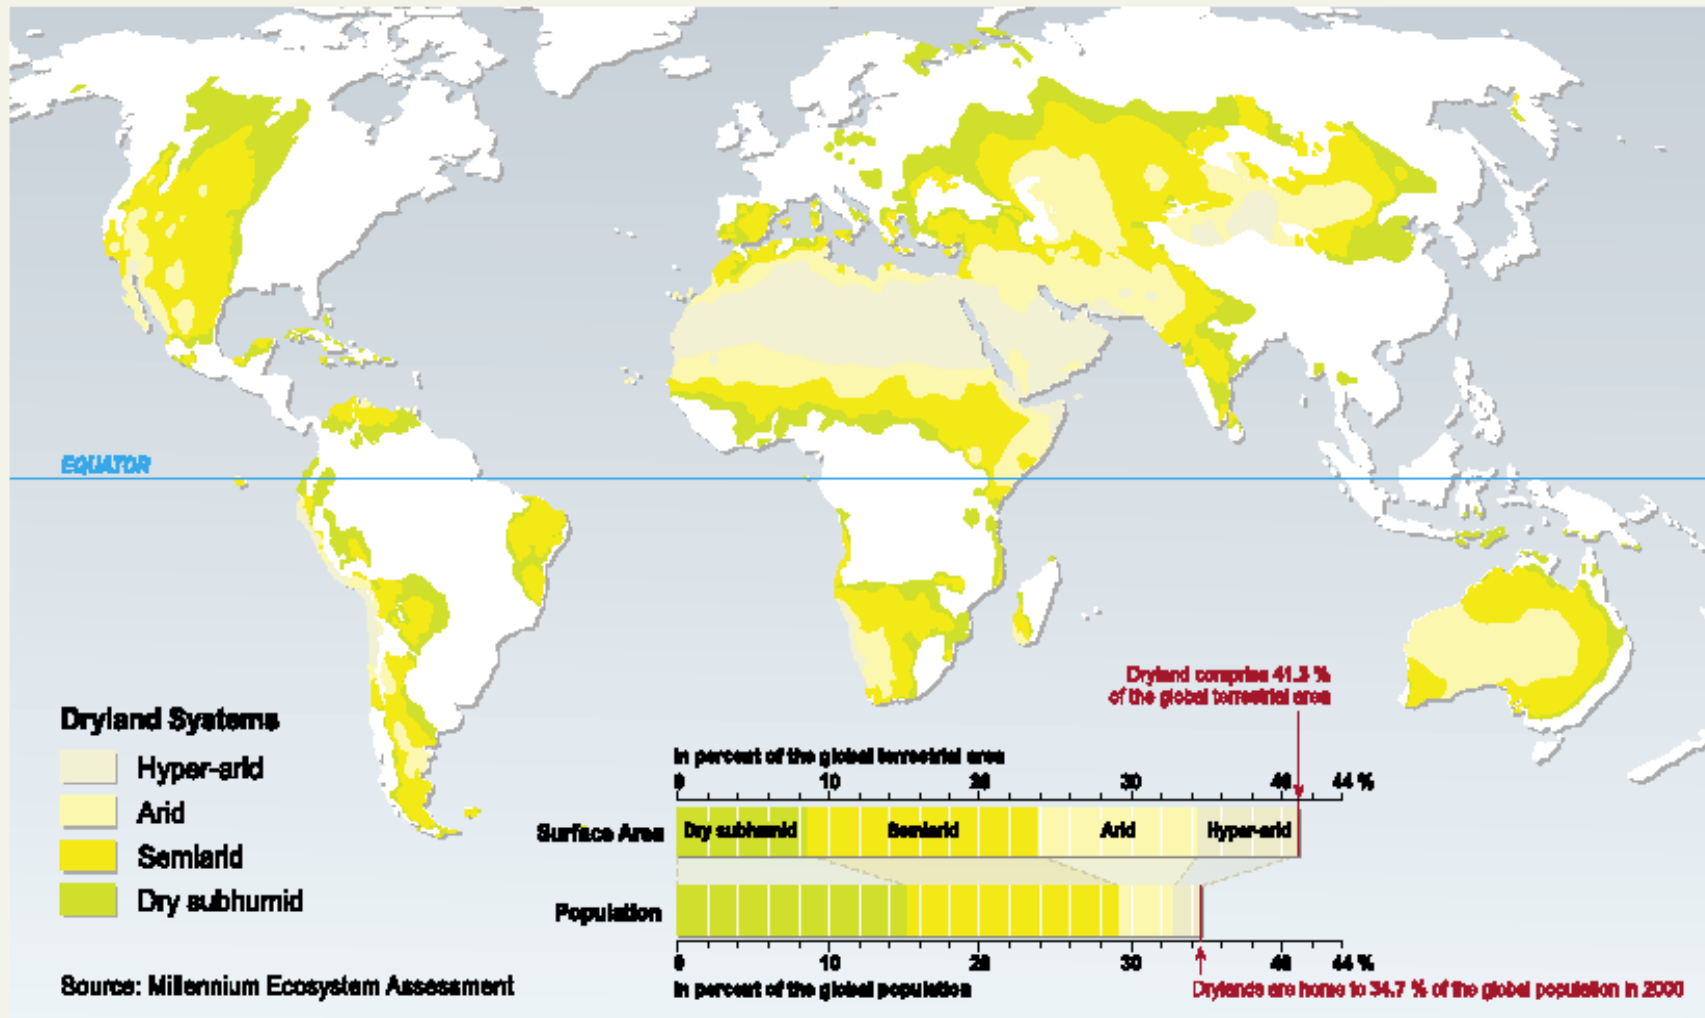 EQUATOR
Dryland comprise 41.3 %
of the global terrestrial area
Dryland Systems
Hyper-arid
Arid
Semiarid
Dry subhumid
Source: Millennium Ecosystem Assessment
In percent of the global terrestrial area
0 10 20 30 40 44 %
Surface Area
Dry subhumid Semiarid Arid Hyper-arid
Population
0 10 20 30 40 44 %
In percent of the global population
Drylands are home to 34.7 % of the global population in 2000